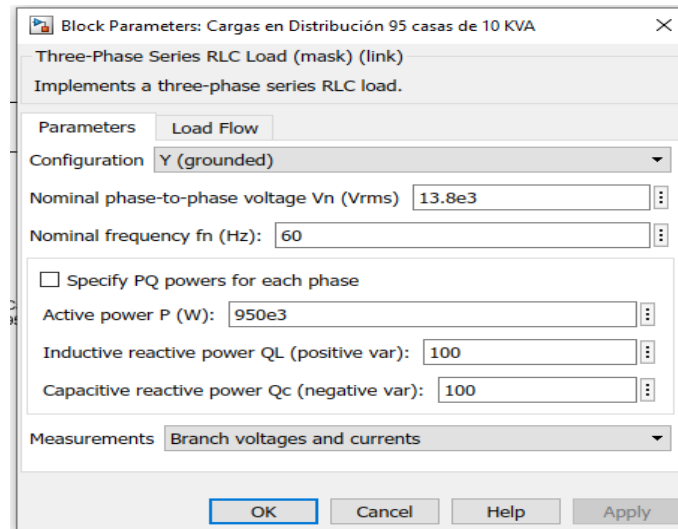 Block Parameters: Cargas en Distribución 95 casas de 10 KVA
Three-Phase Series RLC Load (mask) (link)
Implements a three-phase series RLC load.
Parameters Load Flow
Configuration Y (grounded)
Nominal phase-to-phase voltage Vn (Vrms) 13.8e3
Nominal frequency fn (Hz): 60
Specify PQ powers for each phase
Active power P (W): 950e3
Inductive reactive power QL (positive var): 100
Capacitive reactive power Qc (negative var): 100
Measurements Branch voltages and currents
OK Cancel Help Apply